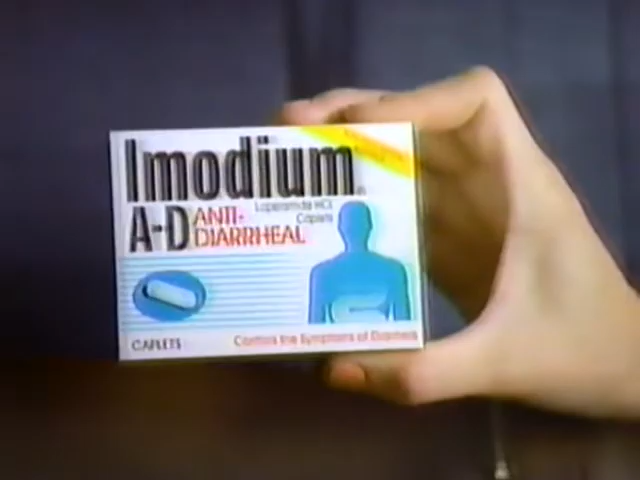 Imodium
A-D ANTI-
DIARRHEAL
Loperamide HCl
Caplets
CAPLETS
Controls the Symptoms of Diarrhea